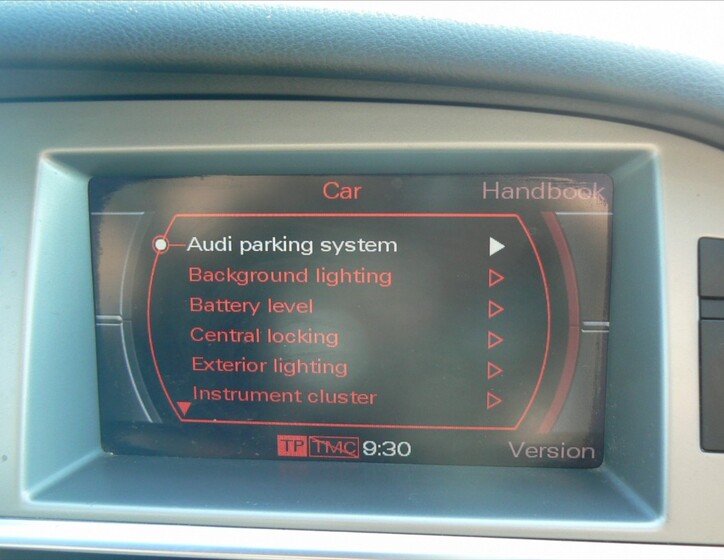 Car Handbook
Audi parking system
Background lighting
Battery level
Central locking
Exterior lighting
Instrument cluster
TP TMC 9:30 Version